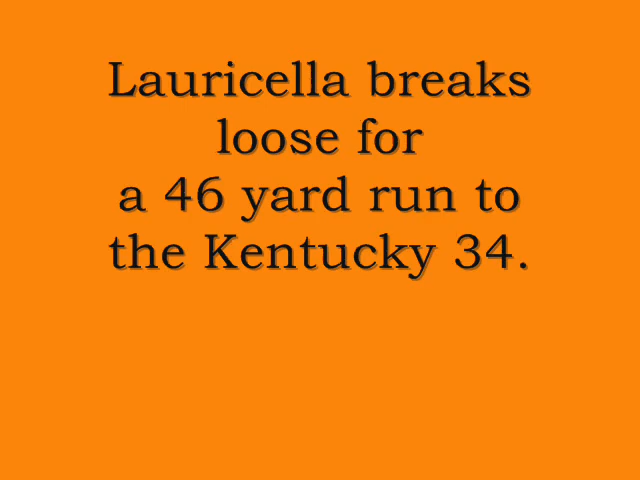 Lauricella breaks
loose for
a 46 yard run to
the Kentucky 34.